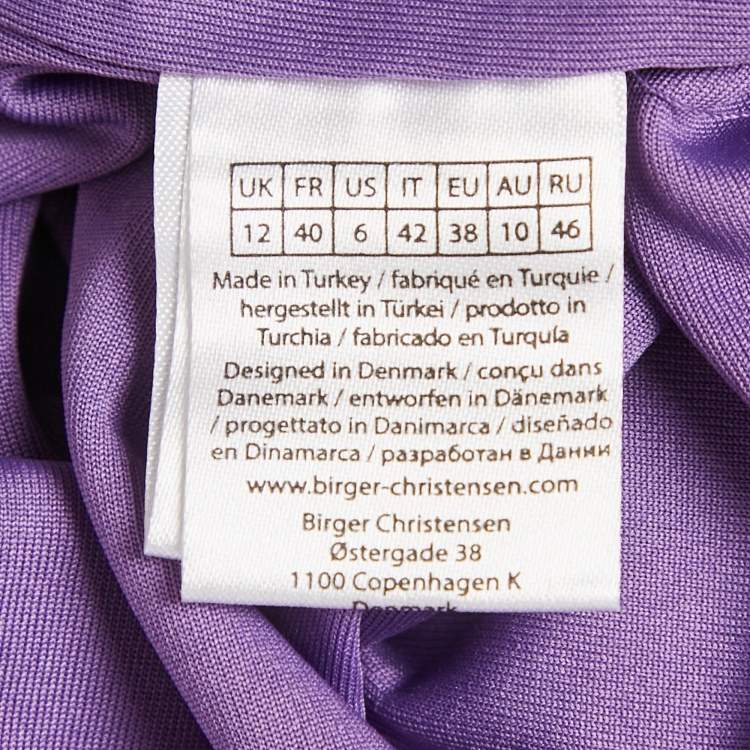 UK FR US IT EU AU RU
12 40 6 42 38 10 46
Made in Turkey / fabriqué en Turquie /
hergestellt in Türkei / prodotto in
Turchia / fabricado en Turquía
Designed in Denmark / conçu dans
Danemark / entworfen in Dänemark
/ progettato in Danimarca / diseñado
en Dinamarca / разработан в Дании
www.birger-christensen.com
Birger Christensen
Østergade 38
1100 Copenhagen K
Denmark